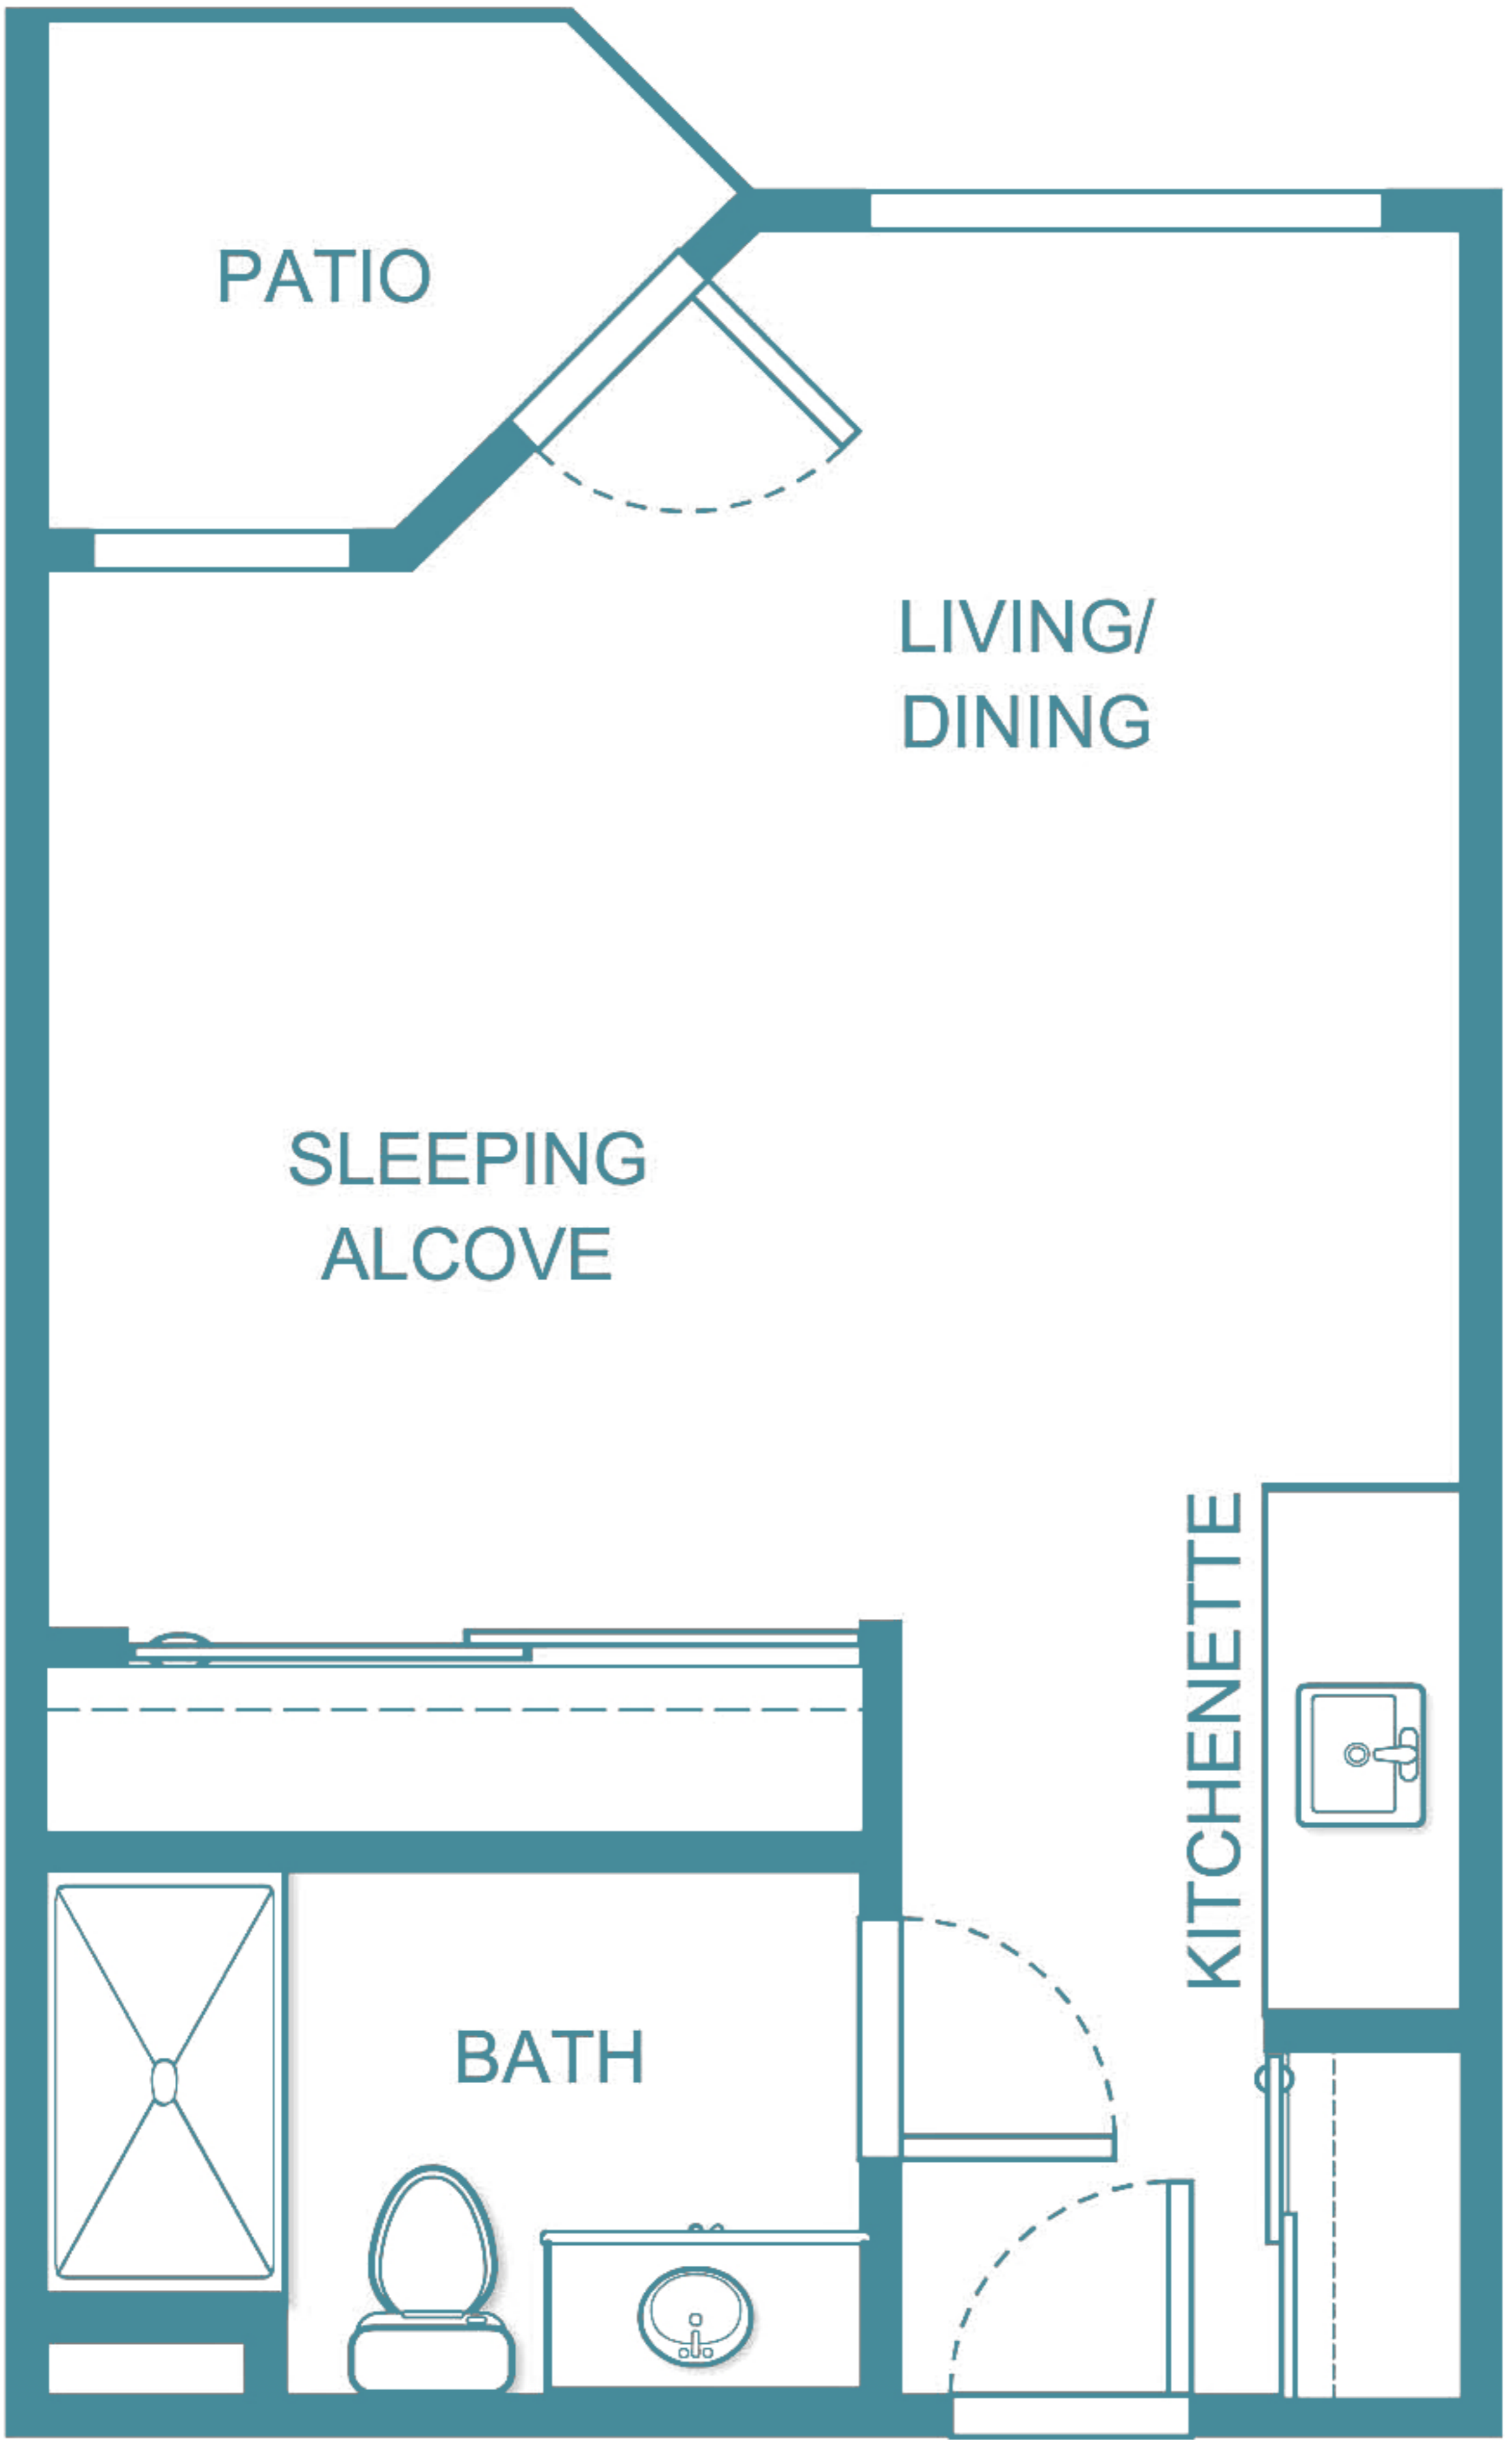 PATIO
LIVING/
DINING
SLEEPING
ALCOVE
KITCHENETTE
BATH